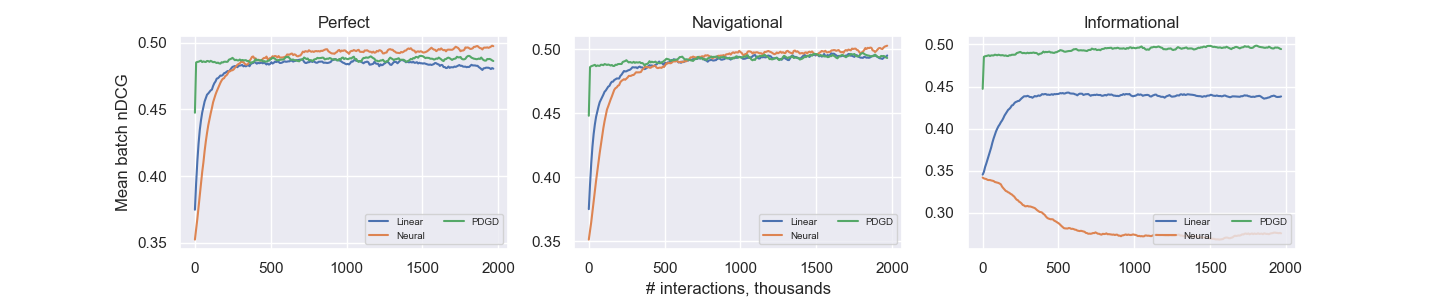 Perfect
Navigational
Informational
Mean batch nDCG
0.50
0.45
0.40
0.35
0
500
1000
1500
2000
Linear
PDGD
Neural
0.50
0.45
0.40
0.35
0
500
1000
1500
2000
Linear
PDGD
Neural
# interactions, thousands
0.50
0.45
0.40
0.35
0.30
0
500
1000
1500
2000
Linear
PDGD
Neural